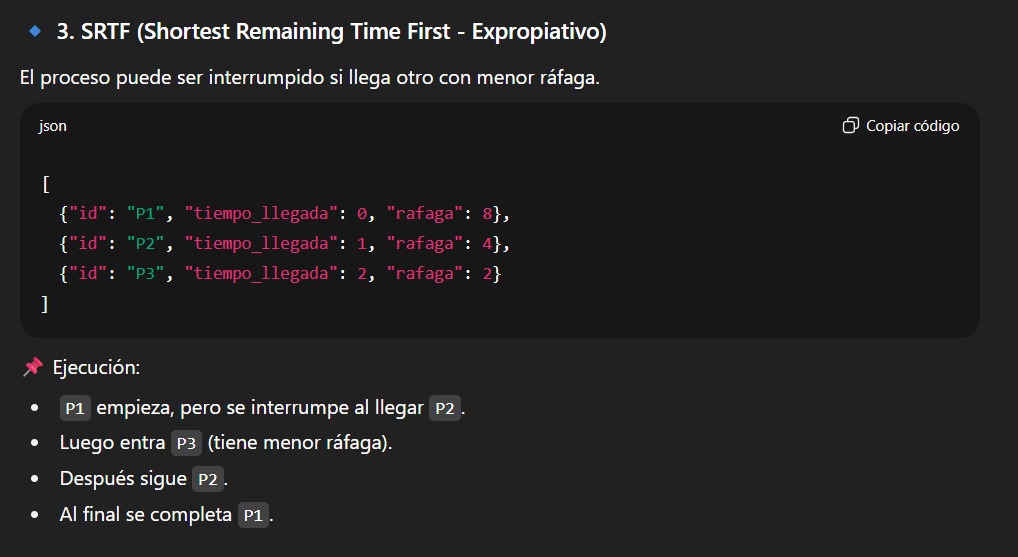 3. SRTF (Shortest Remaining Time First - Expropiativo)
El proceso puede ser interrumpido si llega otro con menor ráfaga.
json Copiar código
[
{"id": "P1", "tiempo_llegada": 0, "rafaga": 8},
{"id": "P2", "tiempo_llegada": 1, "rafaga": 4},
{"id": "P3", "tiempo_llegada": 2, "rafaga": 2}
]
Ejecución:
P1 empieza, pero se interrumpe al llegar P2.
Luego entra P3 (tiene menor ráfaga).
Después sigue P2.
Al final se completa P1.